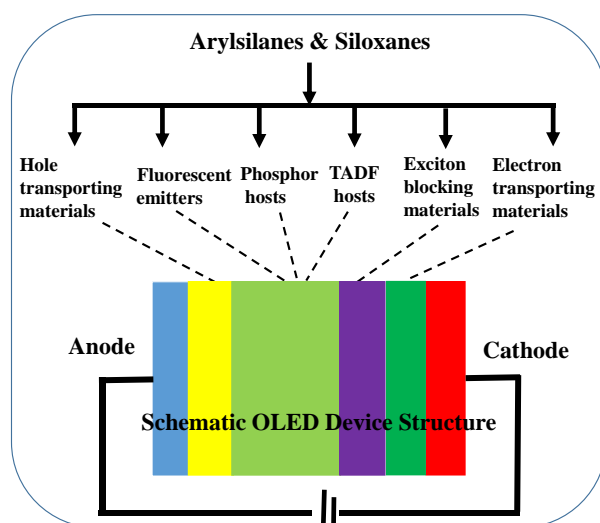 Arylsilanes & Siloxanes
Hole
transporting
materials
Fluorescent
emitters
Phosphor
hosts
TADF
hosts
Exciton
blocking
materials
Electron
transporting
materials
Anode
Cathode
Schematic OLED Device Structure